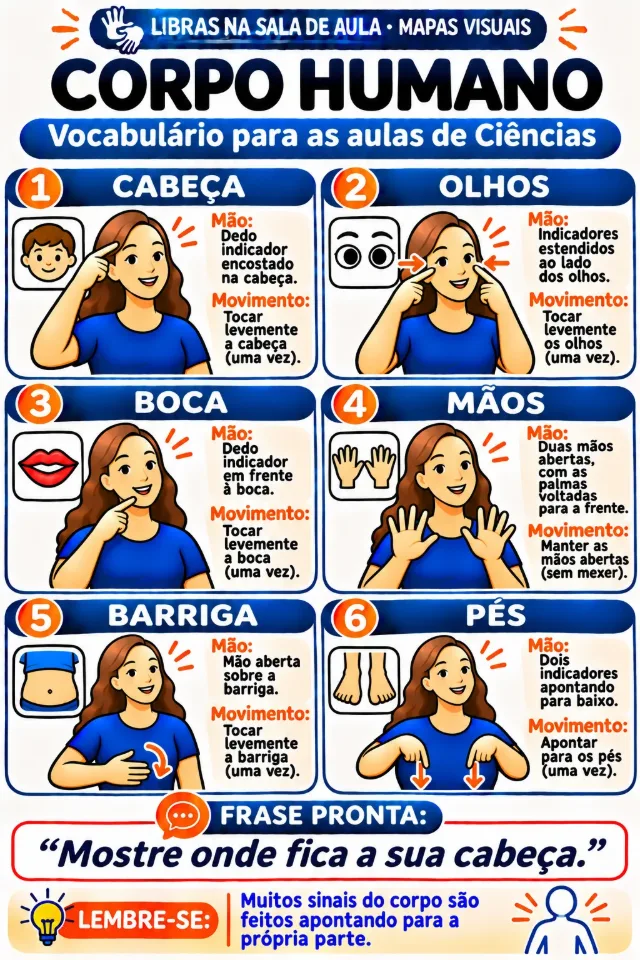 LIBRAS NA SALA DE AULA • MAPAS VISUAIS
CORPO HUMANO
Vocabulário para as aulas de Ciências
1 CABEÇA
Mão:
Dedo
indicador
encostado
na cabeça.
Movimento:
Tocar
levemente
a cabeça
(uma vez).
2 OLHOS
Mão:
Indicadores
estendidos
ao lado
dos olhos.
Movimento:
Tocar
levemente
os olhos
(uma vez).
3 BOCA
Mão:
Dedo
indicador
em frente
à boca.
Movimento:
Tocar
levemente
a boca
(uma vez).
4 MÃOS
Mão:
Duas mãos
abertas,
com as
palmas
voltadas
para a frente.
Movimento:
Manter as
mãos abertas
(sem mexer).
5 BARRIGA
Mão:
Mão aberta
sobre a
barriga.
Movimento:
Tocar
levemente
a barriga
(uma vez).
6 PÉS
Mão:
Dois
indicadores
apontando
para baixo.
Movimento:
Apontar
para os pés
(uma vez).
FRASE PRONTA:
“Mostre onde fica a sua cabeça.”
LEMBRE-SE:
Muitos sinais do corpo são
feitos apontando para a
própria parte.